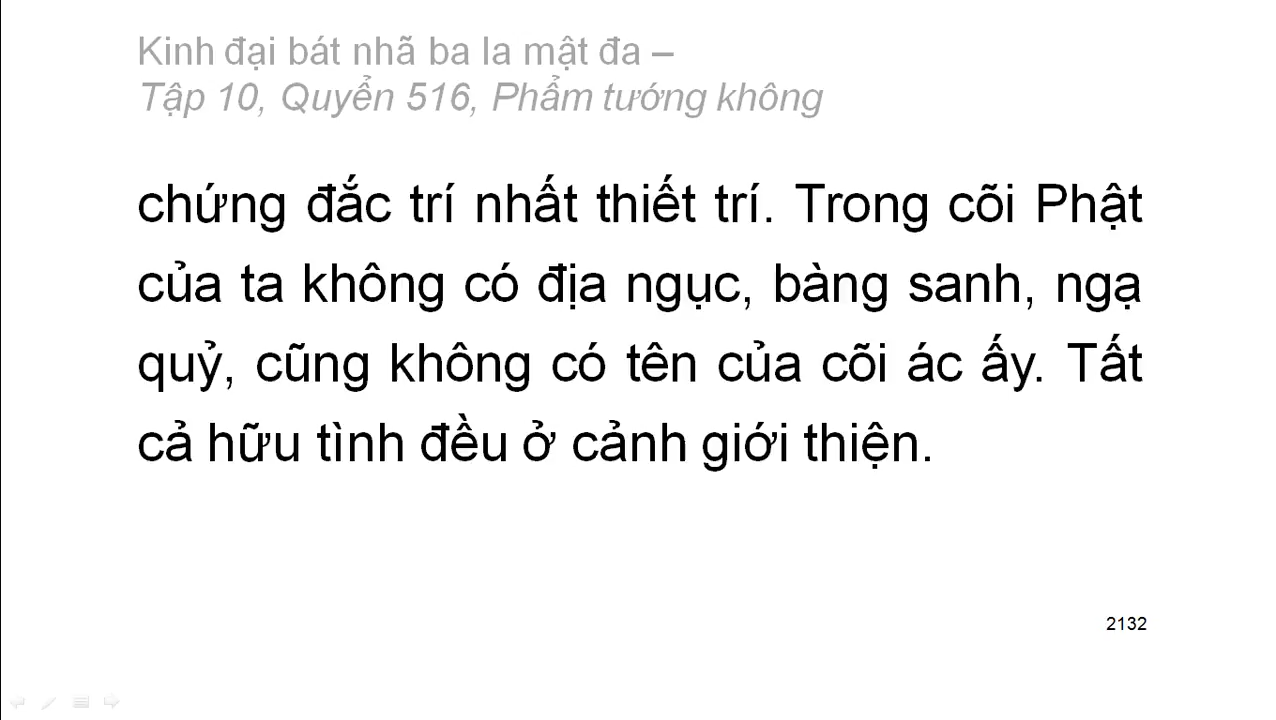 Kinh đại bát nhã ba la mật đa –
Tập 10, Quyển 516, Phẩm tướng không
chứng đắc trí nhất thiết trí. Trong cõi Phật
của ta không có địa ngục, bàng sanh, ngạ
quỷ, cũng không có tên của cõi ác ấy. Tất
cả hữu tình đều ở cảnh giới thiện.
2132